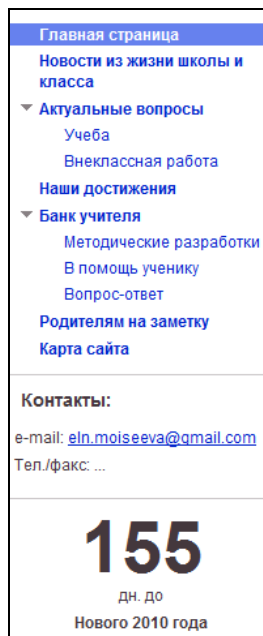 Главная страница
Новости из жизни школы и
класса
Актуальные вопросы
Учеба
Внеклассная работа
Наши достижения
Банк учителя
Методические разработки
В помощь ученику
Вопрос-ответ
Родителям на заметку
Карта сайта
Контакты:
e-mail: eln.moiseeva@gmail.com
Тел./факс: ...
155
дн. до
Нового 2010 года